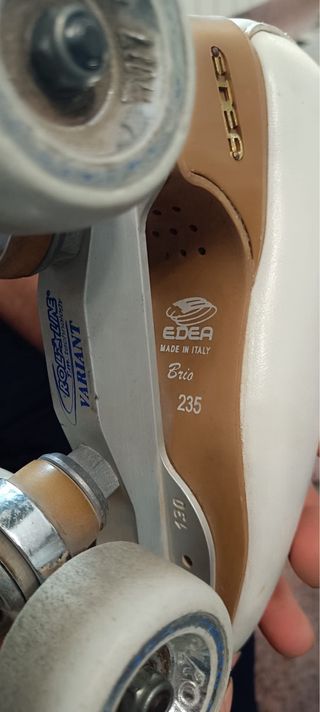 EDEA
EDEA
MADE IN ITALY
Brio
235
ROLL-LINE
VARIANT
130